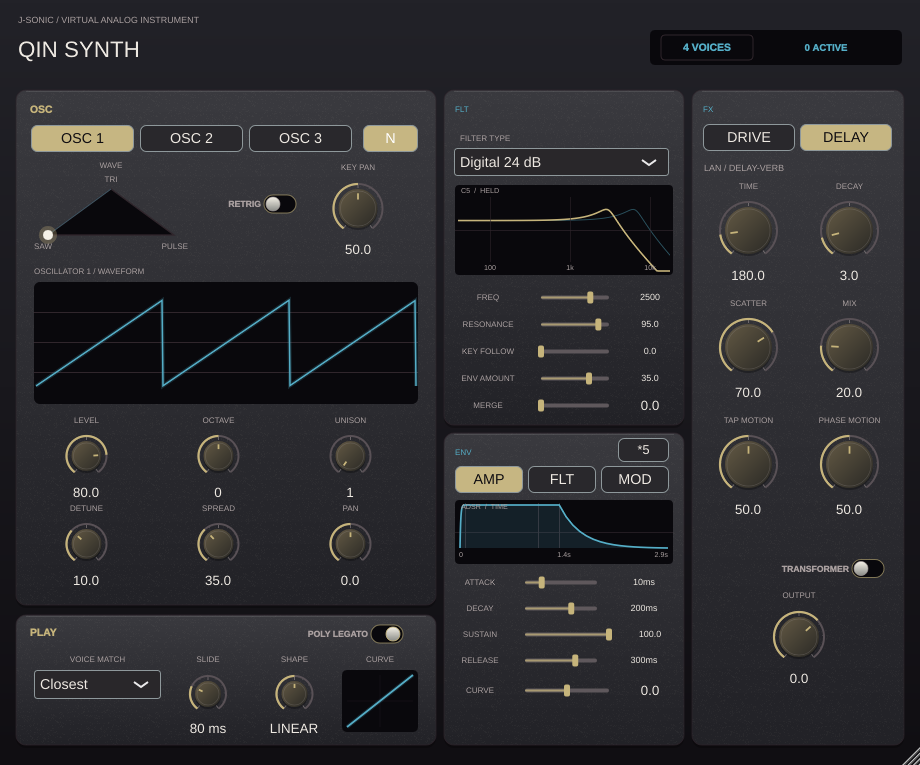 J-SONIC / VIRTUAL ANALOG INSTRUMENT
QIN SYNTH
4 VOICES
0 ACTIVE
OSC
OSC 1
OSC 2
OSC 3
N
WAVE
TRI
SAW
PULSE
RETRIG
KEY PAN
50.0
OSCILLATOR 1 / WAVEFORM
LEVEL
OCTAVE
UNISON
80.0
0
1
DETUNE
SPREAD
PAN
10.0
35.0
0.0
PLAY
POLY LEGATO
VOICE MATCH
SLIDE
SHAPE
CURVE
Closest
80 ms
LINEAR
FLT
FILTER TYPE
Digital 24 dB
C5 / HELD
100
1k
10k
FREQ
2500
RESONANCE
95.0
KEY FOLLOW
0.0
ENV AMOUNT
35.0
MERGE
0.0
ENV
*5
AMP
FLT
MOD
ADSR / TIME
0
1.4s
2.9s
ATTACK
10ms
DECAY
200ms
SUSTAIN
100.0
RELEASE
300ms
CURVE
0.0
FX
DRIVE
DELAY
LAN / DELAY-VERB
TIME
DECAY
180.0
3.0
SCATTER
MIX
70.0
20.0
TAP MOTION
PHASE MOTION
50.0
50.0
TRANSFORMER
OUTPUT
0.0